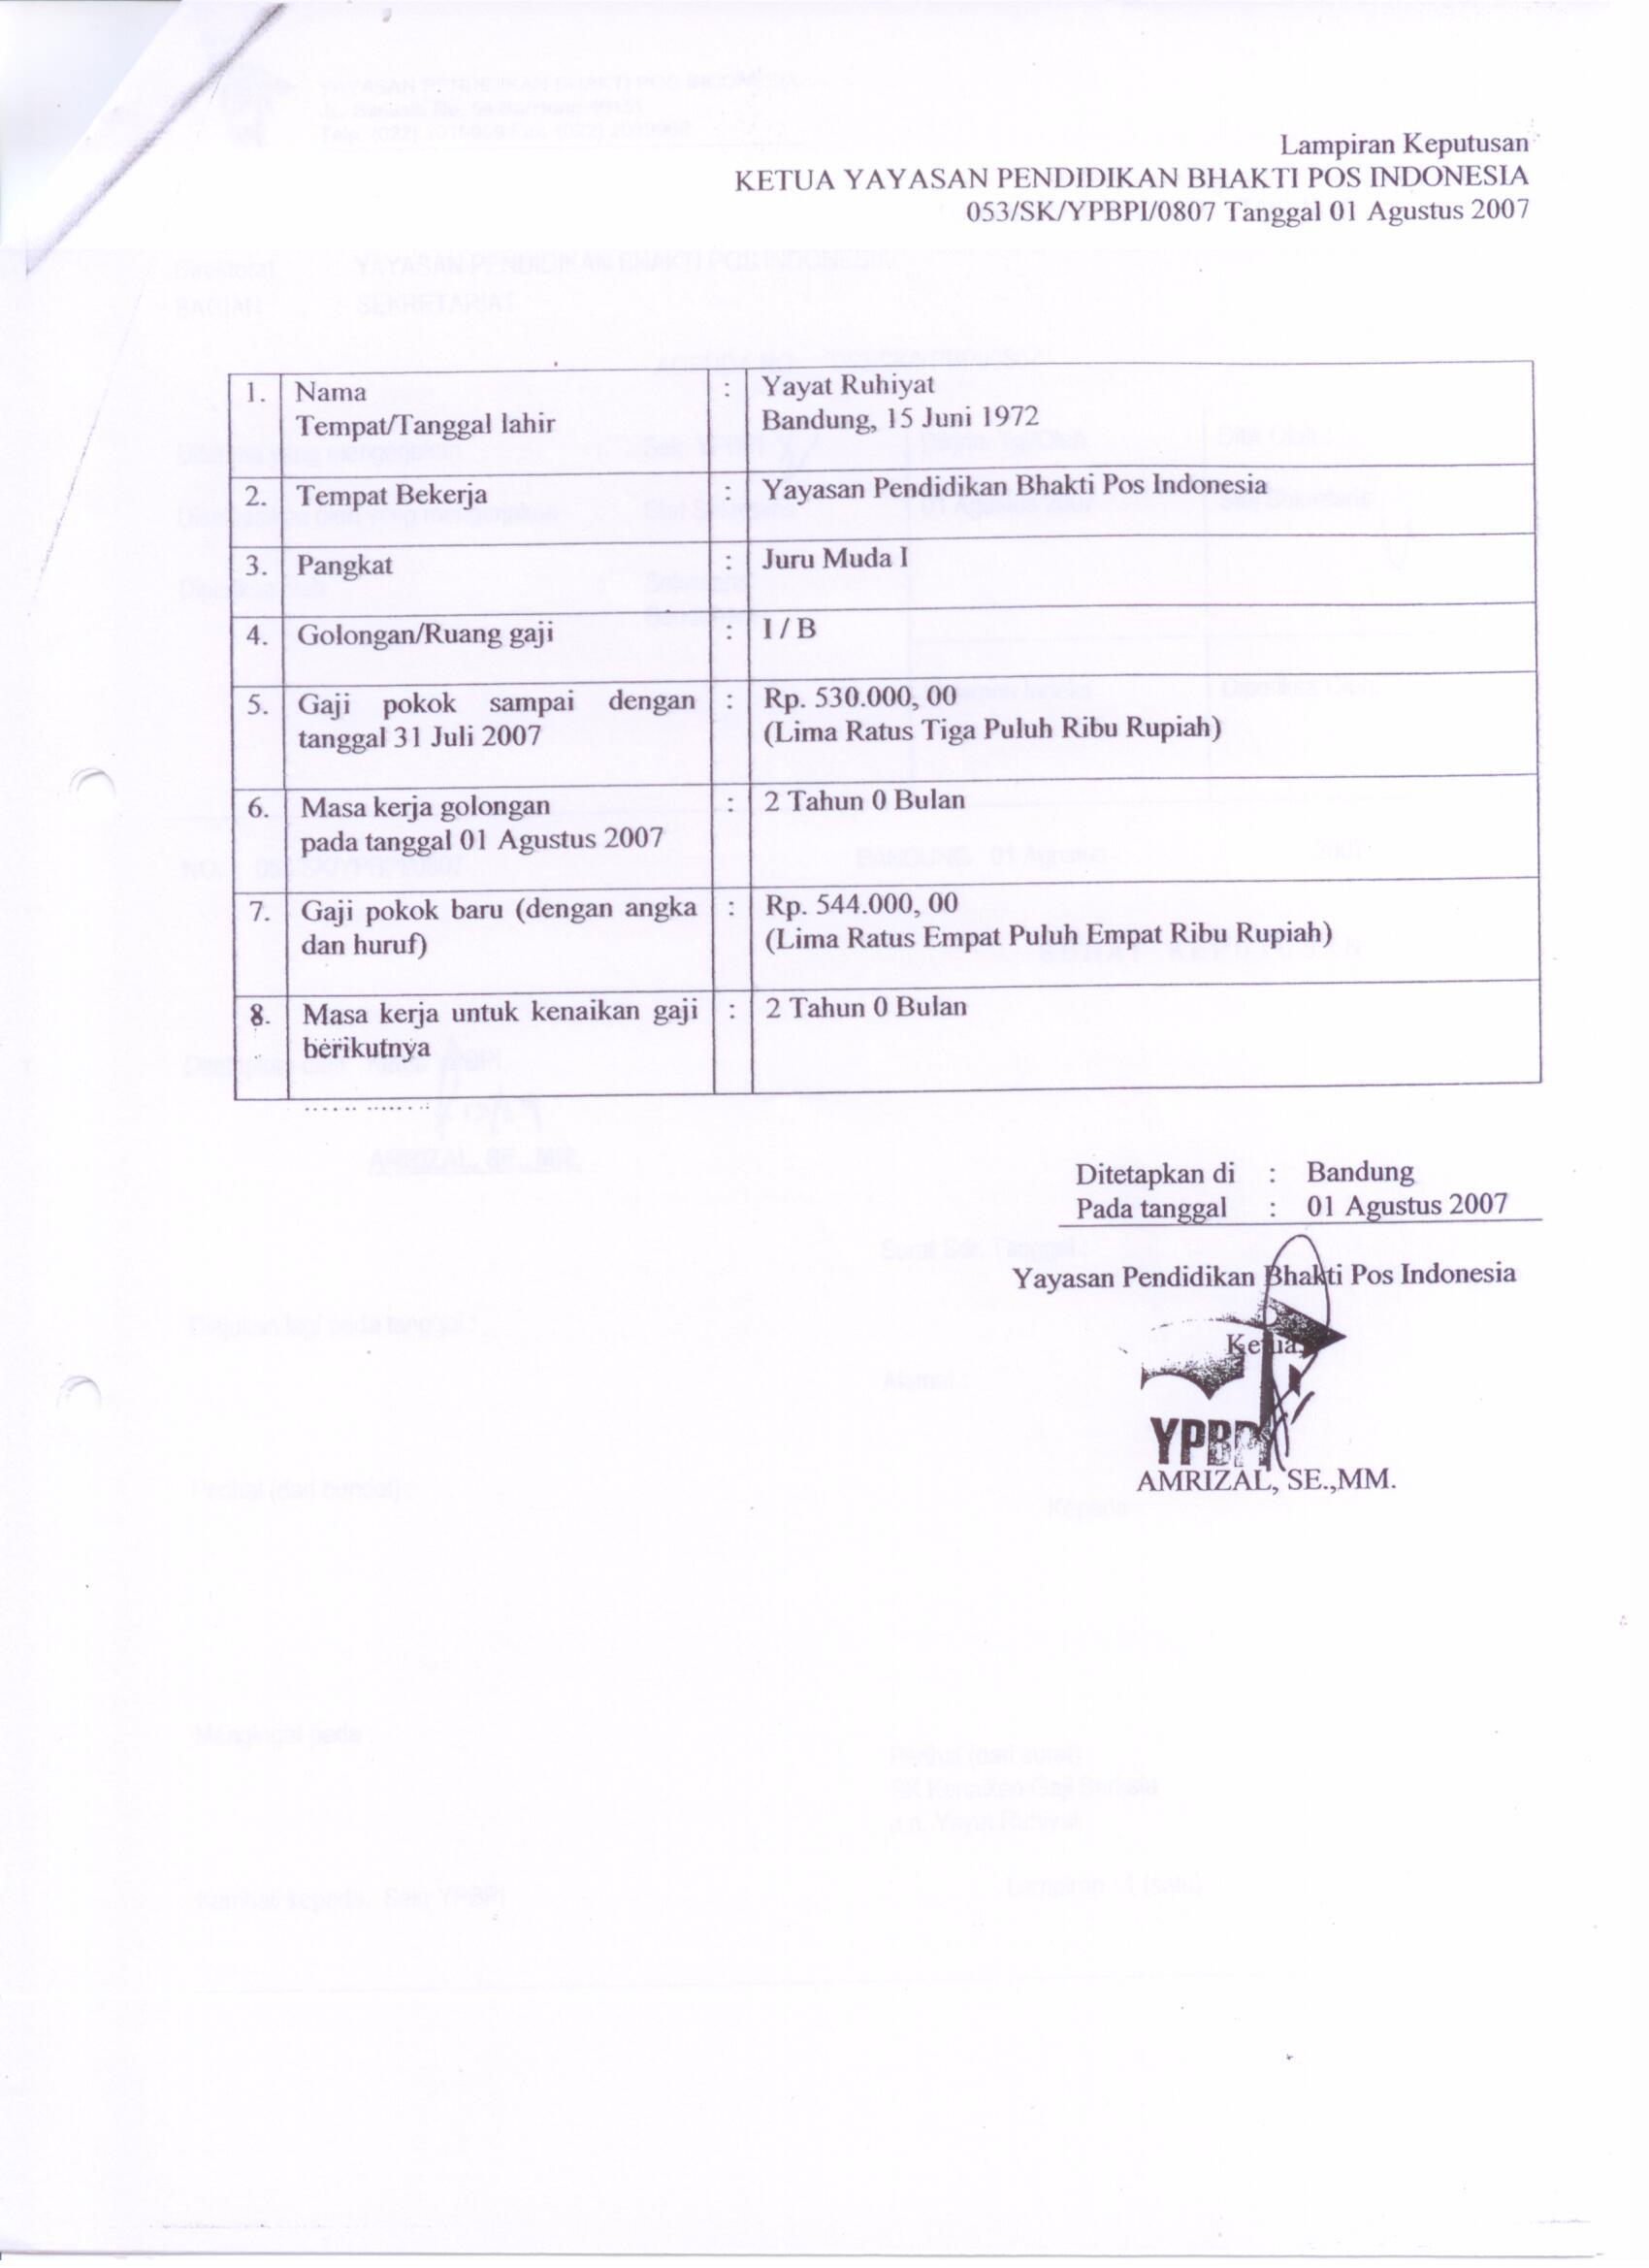 Lampiran Keputusan
KETUA YAYASAN PENDIDIKAN BHAKTI POS INDONESIA
053/SK/YPBPI/0807 Tanggal 01 Agustus 2007
1. Nama : Yayat Ruhiyat
Tempat/Tanggal lahir Bandung, 15 Juni 1972
2. Tempat Bekerja : Yayasan Pendidikan Bhakti Pos Indonesia
3. Pangkat : Juru Muda I
4. Golongan/Ruang gaji : I / B
5. Gaji pokok sampai dengan : Rp. 530.000, 00
tanggal 31 Juli 2007 (Lima Ratus Tiga Puluh Ribu Rupiah)
6. Masa kerja golongan : 2 Tahun 0 Bulan
pada tanggal 01 Agustus 2007
7. Gaji pokok baru (dengan angka : Rp. 544.000, 00
dan huruf) (Lima Ratus Empat Puluh Empat Ribu Rupiah)
8. Masa kerja untuk kenaikan gaji : 2 Tahun 0 Bulan
berikutnya
Ditetapkan di : Bandung
Pada tanggal : 01 Agustus 2007
Yayasan Pendidikan Bhakti Pos Indonesia
Ketua,
YPBPI
AMRIZAL, SE.,MM.